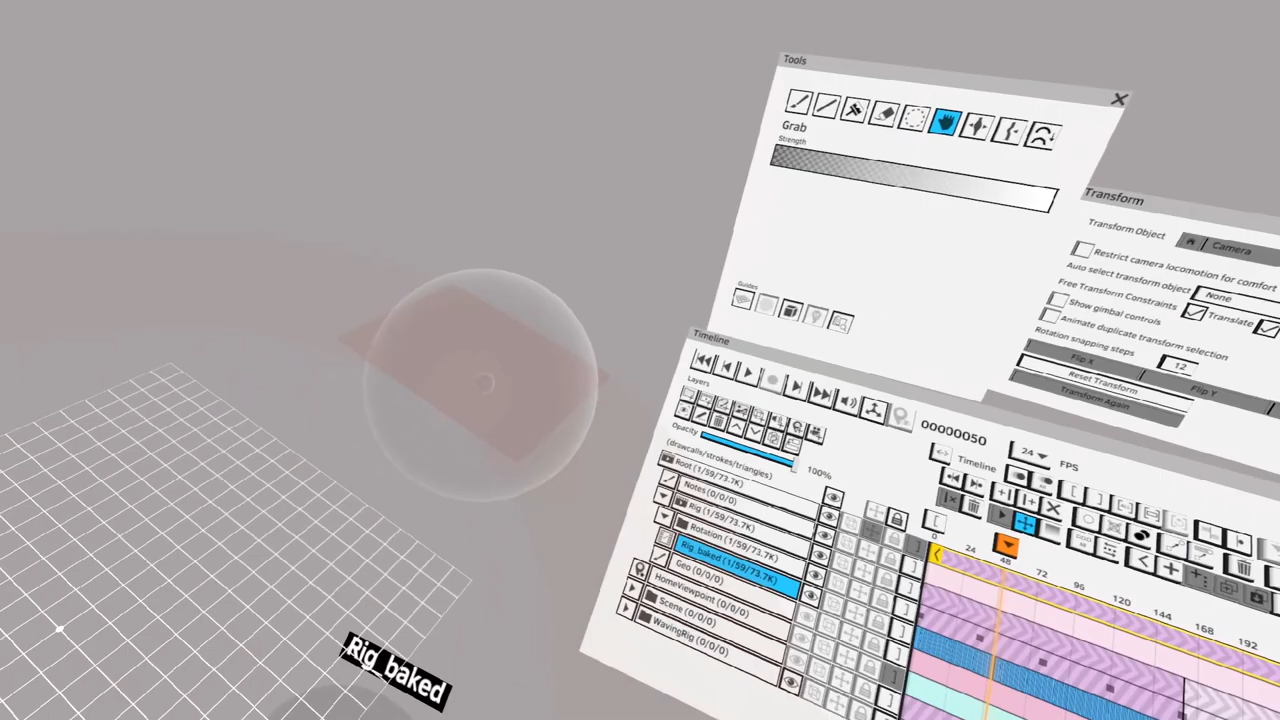 Tools
Grab
Strength
Guides
Transform
Transform Object
Camera
Restrict camera locomotion for comfort
Auto select transform object
None
Free Transform Constraints
Translate
Show gimbal controls
Animate duplicate transform selection
Rotation snapping steps
12
Flip X
Flip Y
Reset Transform
Transform Again
Timeline
Layers
00000050
24
FPS
Timeline
Opacity
100%
(drawcalls/strokes/triangles)
Root (1/59/73.7K)
Notes (0/0/0)
Rig (1/59/73.7K)
Rotation (1/59/73.7K)
Rig_baked (1/59/73.7K)
Geo (0/0/0)
HomeViewpoint (0/0/0)
Scene (0/0/0)
WavingRig (0/0/0)
0 24 48 72 96 120 144 168 192
Rig_baked